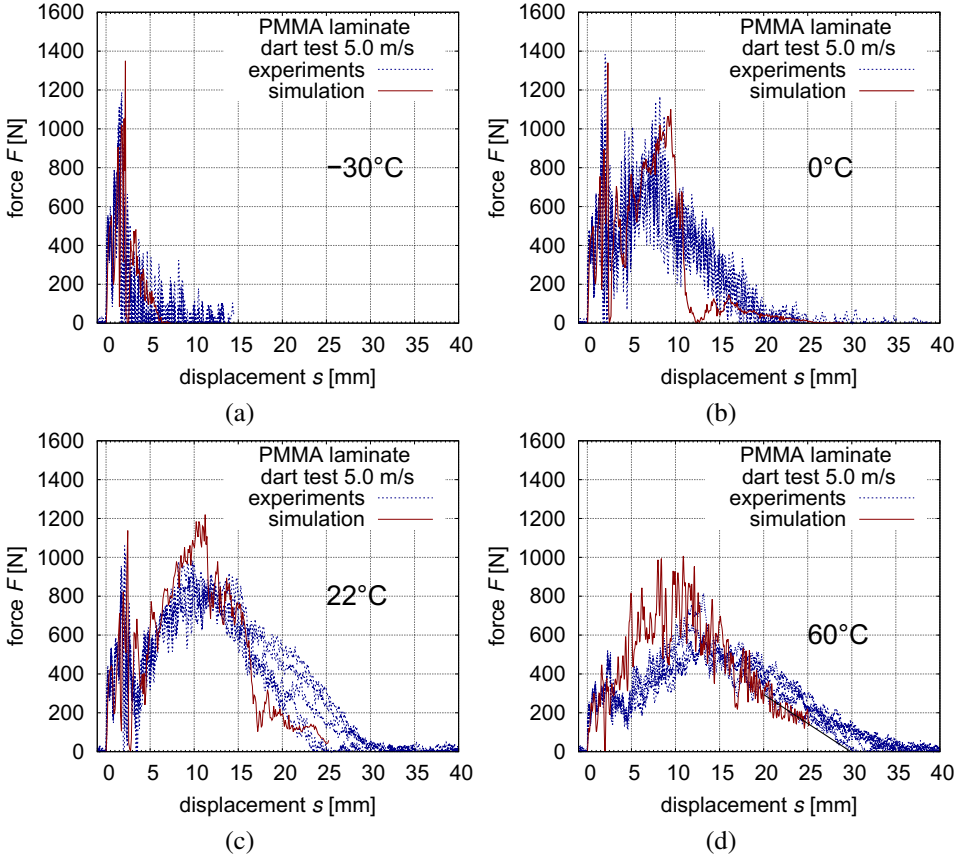 PMMA laminate
dart test 5.0 m/s
experiments
simulation
−30°C
force F [N]
1600
1400
1200
1000
800
600
400
200
0
0 5 10 15 20 25 30 35 40
displacement s [mm]
(a)
PMMA laminate
dart test 5.0 m/s
experiments
simulation
0°C
force F [N]
1600
1400
1200
1000
800
600
400
200
0
0 5 10 15 20 25 30 35 40
displacement s [mm]
(b)
PMMA laminate
dart test 5.0 m/s
experiments
simulation
22°C
force F [N]
1600
1400
1200
1000
800
600
400
200
0
0 5 10 15 20 25 30 35 40
displacement s [mm]
(c)
PMMA laminate
dart test 5.0 m/s
experiments
simulation
60°C
force F [N]
1600
1400
1200
1000
800
600
400
200
0
0 5 10 15 20 25 30 35 40
displacement s [mm]
(d)